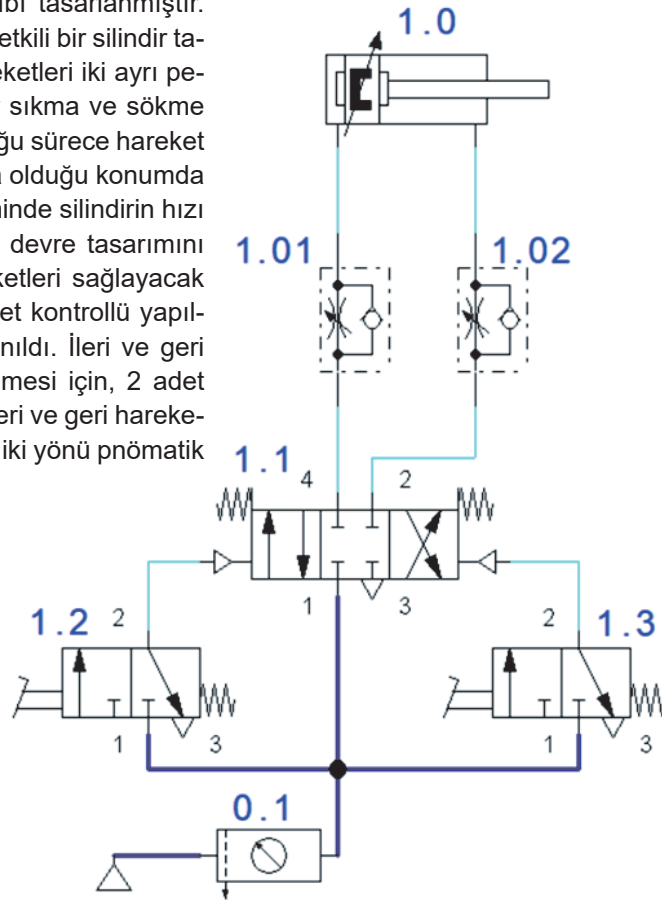 ibi tasarlanmıştır.
etkili bir silindir ta-
eketleri iki ayrı pe-
sıkma ve sökme
ğu sürece hareket
olduğu konumda
inde silindirin hızı
devre tasarımını
ketleri sağlayacak
et kontrollü yapıl-
nıldı. İleri ve geri
mesi için, 2 adet
eri ve geri hareke-
iki yönü pnömatik
1.0
1.01
1.02
1.1
4
2
1
3
1.2
2
1
3
1.3
2
1
3
0.1